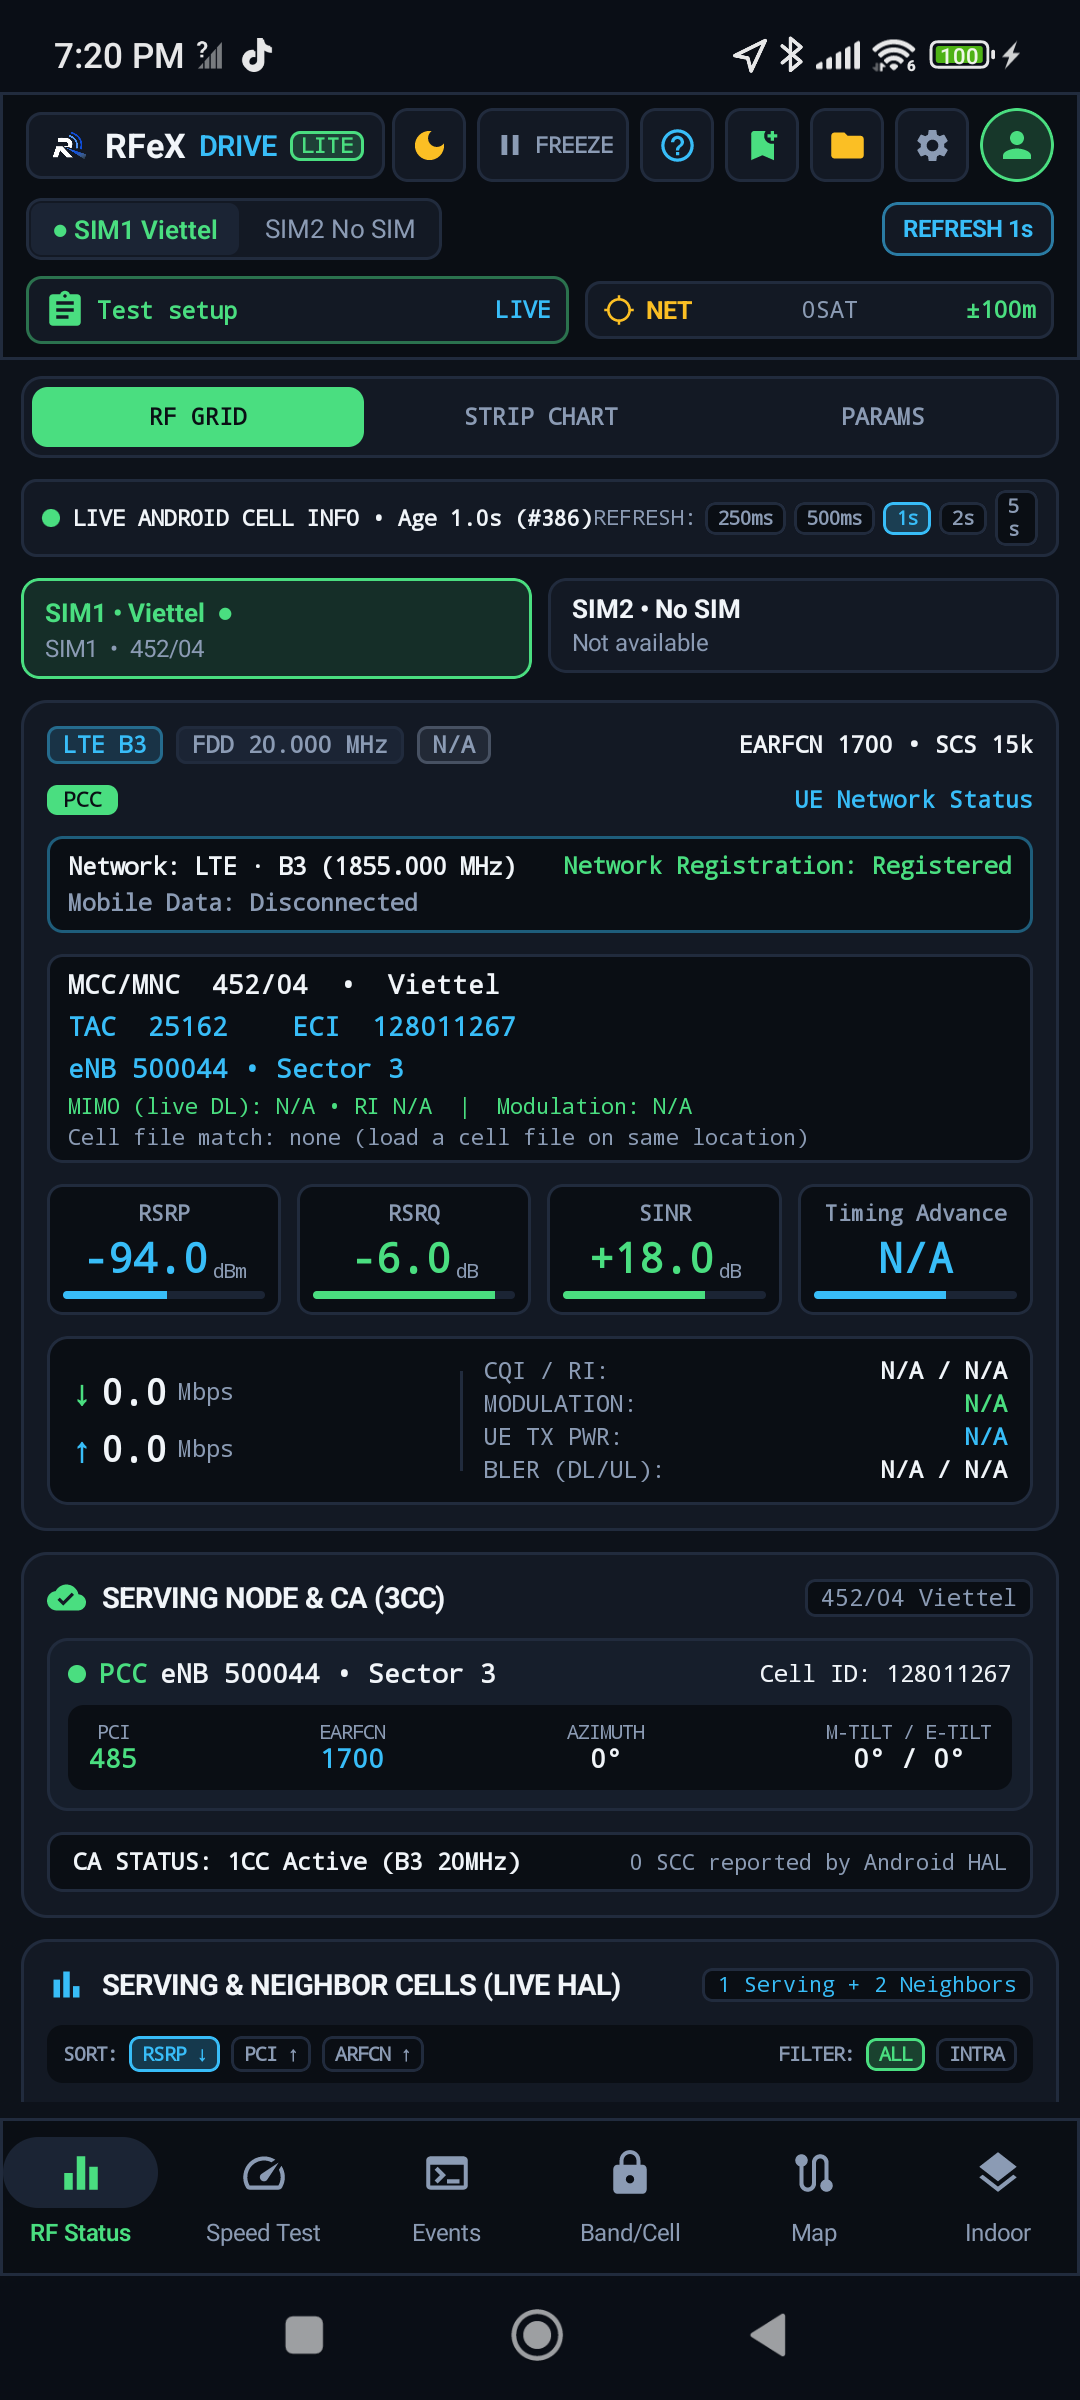 7:20 PM
100
RFeX DRIVE LITE
FREEZE
SIM1 Viettel
SIM2 No SIM
REFRESH 1s
Test setup LIVE
NET 0SAT ±100m
RF GRID STRIP CHART PARAMS
LIVE ANDROID CELL INFO • Age 1.0s (#386) REFRESH: 250ms 500ms 1s 2s 5s
SIM1 • Viettel
SIM1 • 452/04
SIM2 • No SIM
Not available
LTE B3 FDD 20.000 MHz N/A EARFCN 1700 • SCS 15k
PCC UE Network Status
Network: LTE · B3 (1855.000 MHz) Network Registration: Registered
Mobile Data: Disconnected
MCC/MNC 452/04 • Viettel
TAC 25162 ECI 128011267
eNB 500044 • Sector 3
MIMO (live DL): N/A • RI N/A | Modulation: N/A
Cell file match: none (load a cell file on same location)
RSRP RSRQ SINR Timing Advance
-94.0 dBm -6.0 dB +18.0 dB N/A
↓ 0.0 Mbps
↑ 0.0 Mbps
CQI / RI: N/A / N/A
MODULATION: N/A
UE TX PWR: N/A
BLER (DL/UL): N/A / N/A
SERVING NODE & CA (3CC) 452/04 Viettel
PCC eNB 500044 • Sector 3 Cell ID: 128011267
PCI EARFCN AZIMUTH M-TILT / E-TILT
485 1700 0° 0° / 0°
CA STATUS: 1CC Active (B3 20MHz) 0 SCC reported by Android HAL
SERVING & NEIGHBOR CELLS (LIVE HAL) 1 Serving + 2 Neighbors
SORT: RSRP ↓ PCI ↑ ARFCN ↑ FILTER: ALL INTRA
RF Status Speed Test Events Band/Cell Map Indoor